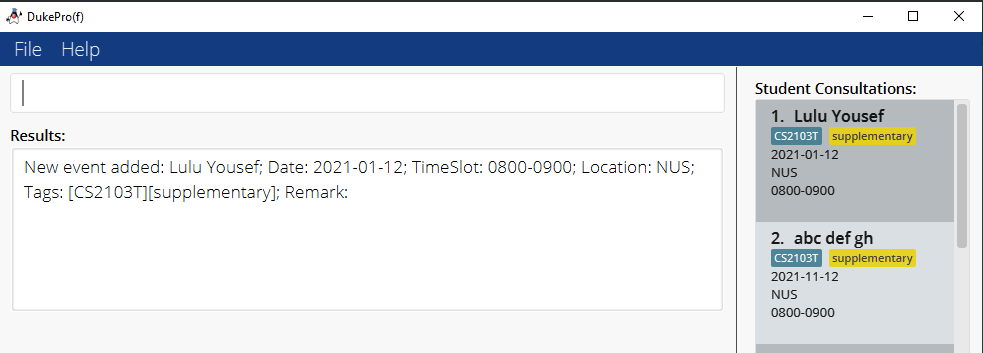 DukePro(f)
File Help
Results:
New event added: Lulu Yousef; Date: 2021-01-12; TimeSlot: 0800-0900; Location: NUS;
Tags: [CS2103T][supplementary]; Remark:
Student Consultations:
1. Lulu Yousef
CS2103T supplementary
2021-01-12
NUS
0800-0900
2. abc def gh
CS2103T supplementary
2021-11-12
NUS
0800-0900